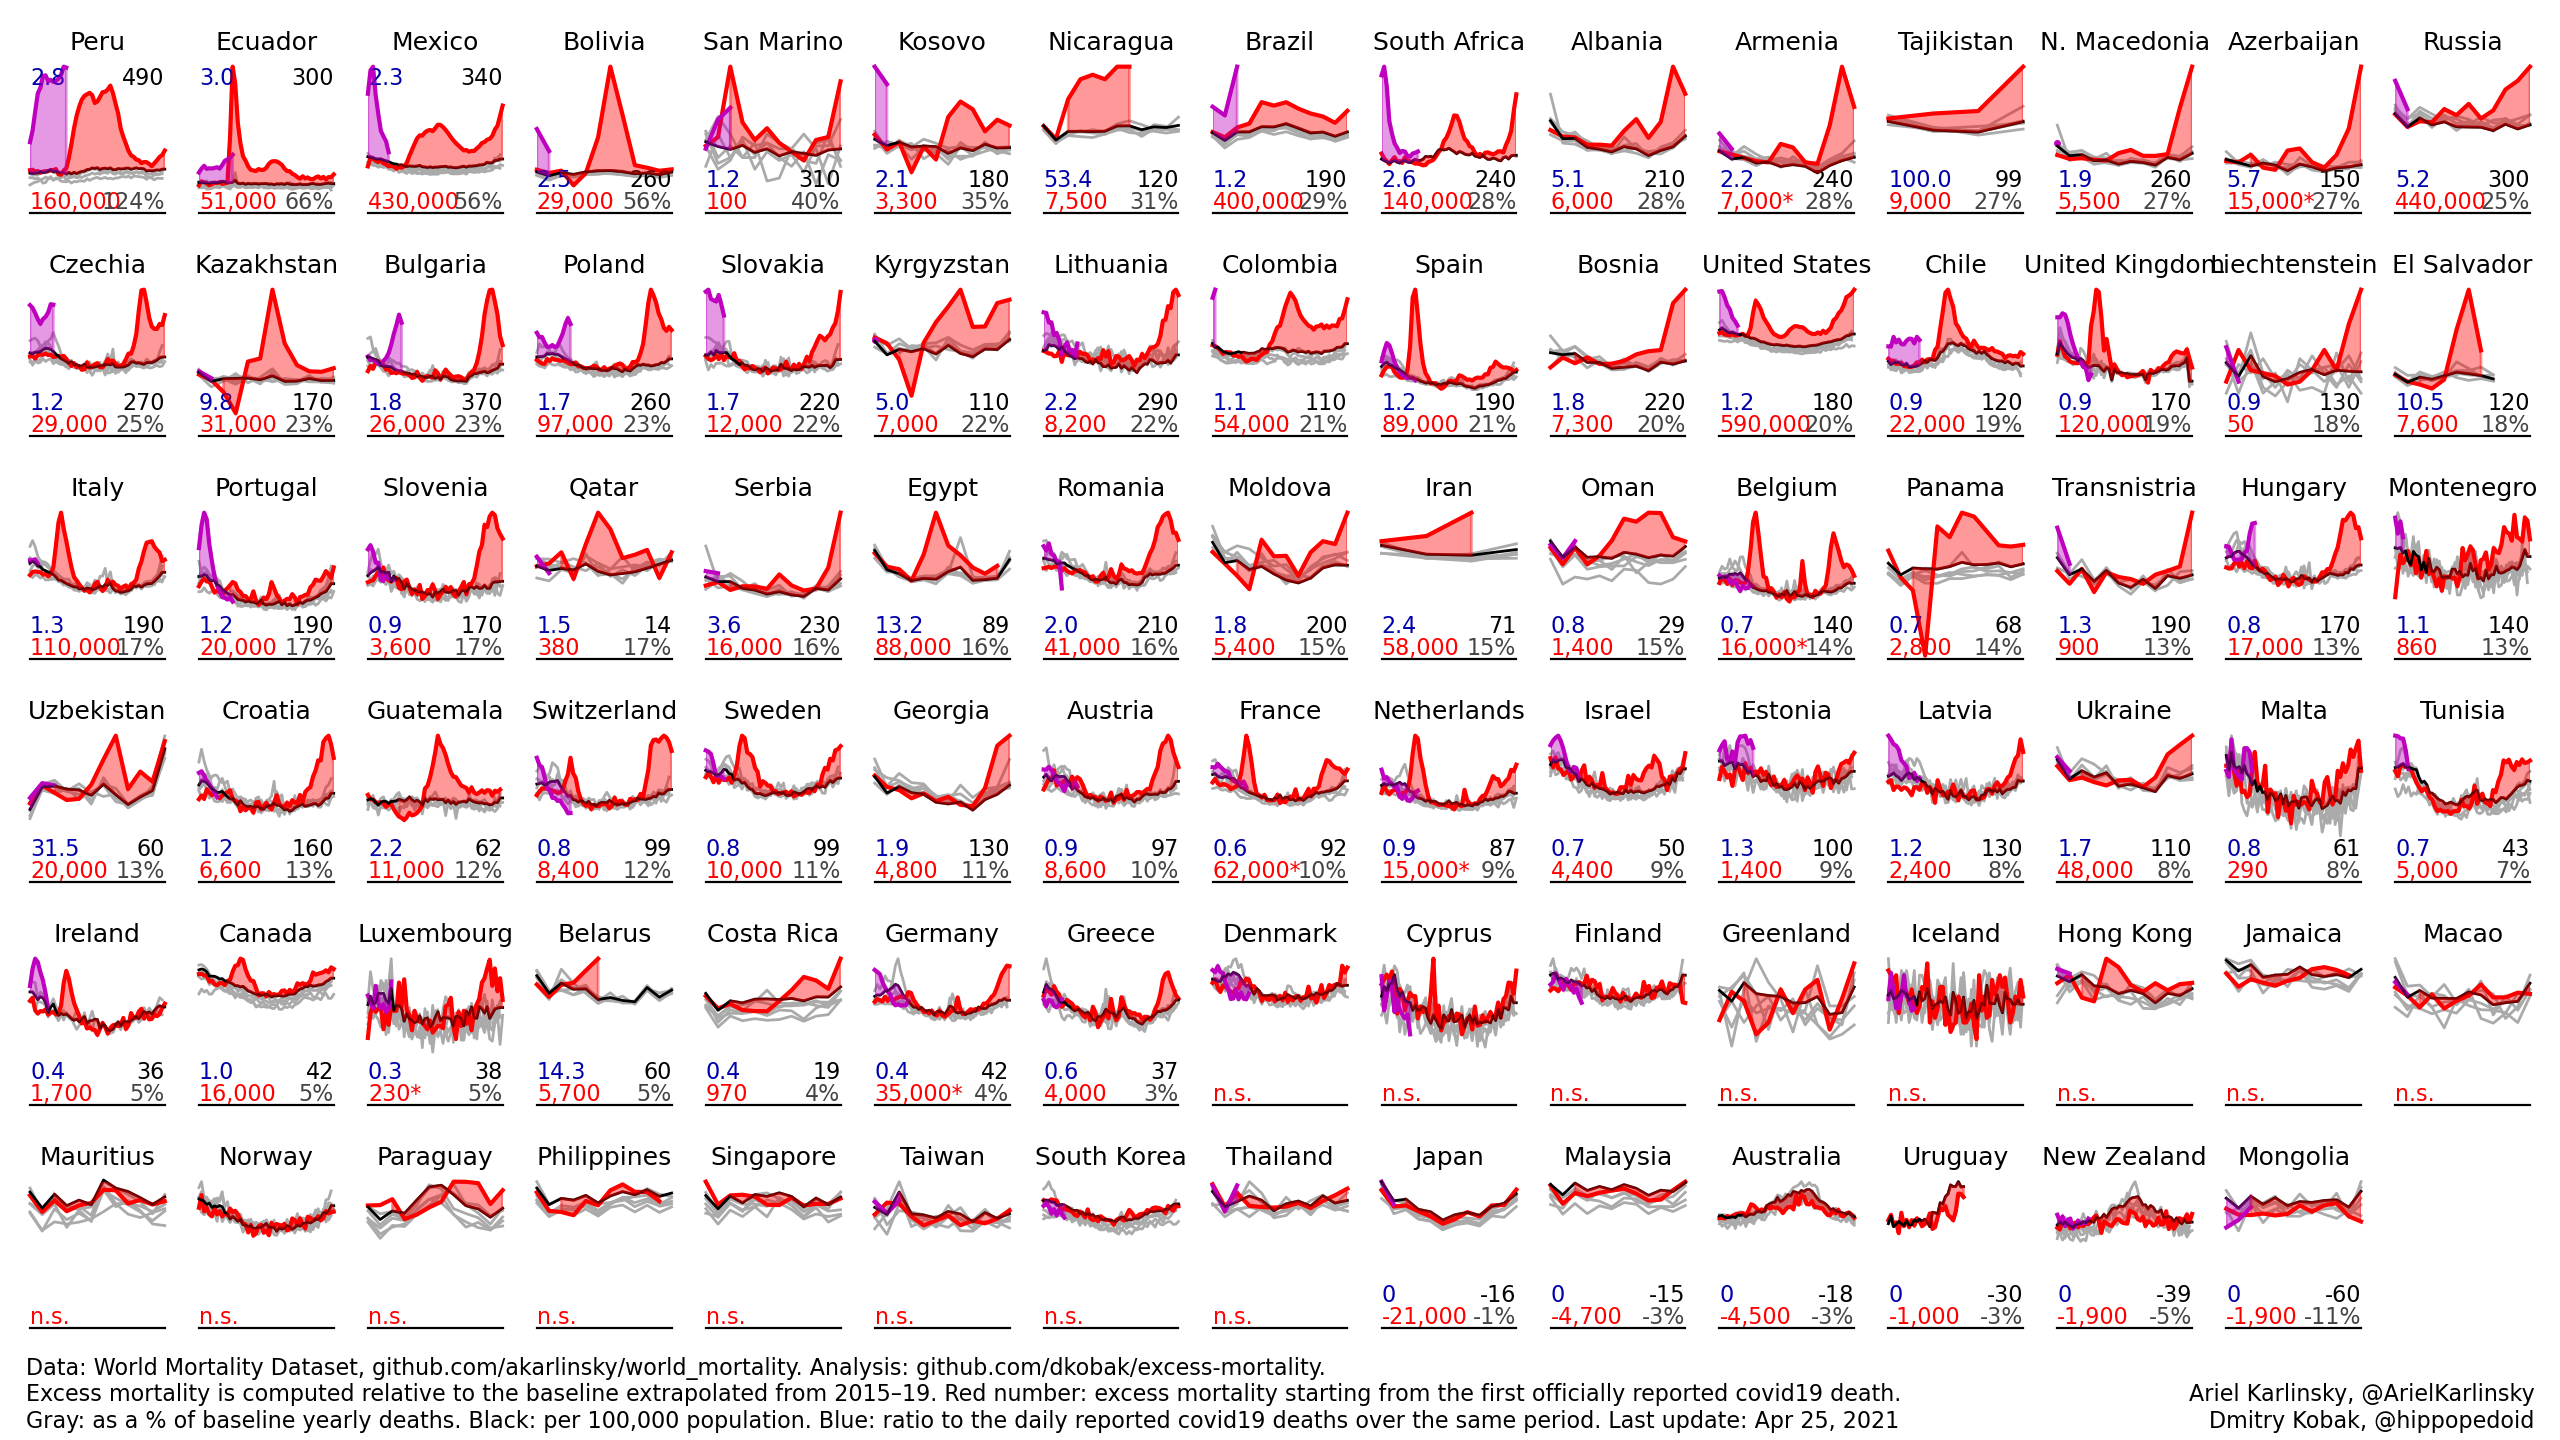 Peru Ecuador Mexico Bolivia San Marino Kosovo Nicaragua Brazil South Africa Albania Armenia Tajikistan N. Macedonia Azerbaijan Russia
2.8 490 3.0 300 2.3 340
2.5 260 1.2 310 2.1 180 53.4 120 1.2 190 2.6 240 5.1 210 2.2 240 100.0 99 1.9 260 5.7 150 5.2 300
160,000 124% 51,000 66% 430,000 56% 29,000 56% 100 40% 3,300 35% 7,500 31% 400,000 29% 140,000 28% 6,000 28% 7,000* 28% 9,000 27% 5,500 27% 15,000* 27% 440,000 25%
Czechia Kazakhstan Bulgaria Poland Slovakia Kyrgyzstan Lithuania Colombia Spain Bosnia United States Chile United Kingdom Liechtenstein El Salvador
1.2 270 9.8 170 1.8 370 1.7 260 1.7 220 5.0 110 2.2 290 1.1 110 1.2 190 1.8 220 1.2 180 0.9 120 0.9 170 0.9 130 10.5 120
29,000 25% 31,000 23% 26,000 23% 97,000 23% 12,000 22% 7,000 22% 8,200 22% 54,000 21% 89,000 21% 7,300 20% 590,000 20% 22,000 19% 120,000 19% 50 18% 7,600 18%
Italy Portugal Slovenia Qatar Serbia Egypt Romania Moldova Iran Oman Belgium Panama Transnistria Hungary Montenegro
1.3 190 1.2 190 0.9 170 1.5 14 3.6 230 13.2 89 2.0 210 1.8 200 2.4 71 0.8 29 0.7 140 0.7 68 1.3 190 0.8 170 1.1 140
110,000 17% 20,000 17% 3,600 17% 380 17% 16,000 16% 88,000 16% 41,000 16% 5,400 15% 58,000 15% 1,400 15% 16,000* 14% 2,800 14% 900 13% 17,000 13% 860 13%
Uzbekistan Croatia Guatemala Switzerland Sweden Georgia Austria France Netherlands Israel Estonia Latvia Ukraine Malta Tunisia
31.5 60 1.2 160 2.2 62 0.8 99 0.8 99 1.9 130 0.9 97 0.6 92 0.9 87 0.7 50 1.3 100 1.2 130 1.7 110 0.8 61 0.7 43
20,000 13% 6,600 13% 11,000 12% 8,400 12% 10,000 11% 4,800 11% 8,600 10% 62,000* 10% 15,000* 9% 4,400 9% 1,400 9% 2,400 8% 48,000 8% 290 8% 5,000 7%
Ireland Canada Luxembourg Belarus Costa Rica Germany Greece Denmark Cyprus Finland Greenland Iceland Hong Kong Jamaica Macao
0.4 36 1.0 42 0.3 38 14.3 60 0.4 19 0.4 42 0.6 37
1,700 5% 16,000 5% 230* 5% 5,700 5% 970 4% 35,000* 4% 4,000 3% n.s. n.s. n.s. n.s. n.s. n.s. n.s. n.s.
Mauritius Norway Paraguay Philippines Singapore Taiwan South Korea Thailand Japan Malaysia Australia Uruguay New Zealand Mongolia
0 -16 0 -15 0 -18 0 -30 0 -39 0 -60
n.s. n.s. n.s. n.s. n.s. n.s. n.s. n.s. -21,000 -1% -4,700 -3% -4,500 -3% -1,000 -3% -1,900 -5% -1,900 -11%
Data: World Mortality Dataset, github.com/akarlinsky/world_mortality. Analysis: github.com/dkobak/excess-mortality.
Excess mortality is computed relative to the baseline extrapolated from 2015–19. Red number: excess mortality starting from the first officially reported covid19 death.
Gray: as a % of baseline yearly deaths. Black: per 100,000 population. Blue: ratio to the daily reported covid19 deaths over the same period. Last update: Apr 25, 2021
Ariel Karlinsky, @ArielKarlinsky
Dmitry Kobak, @hippopedoid